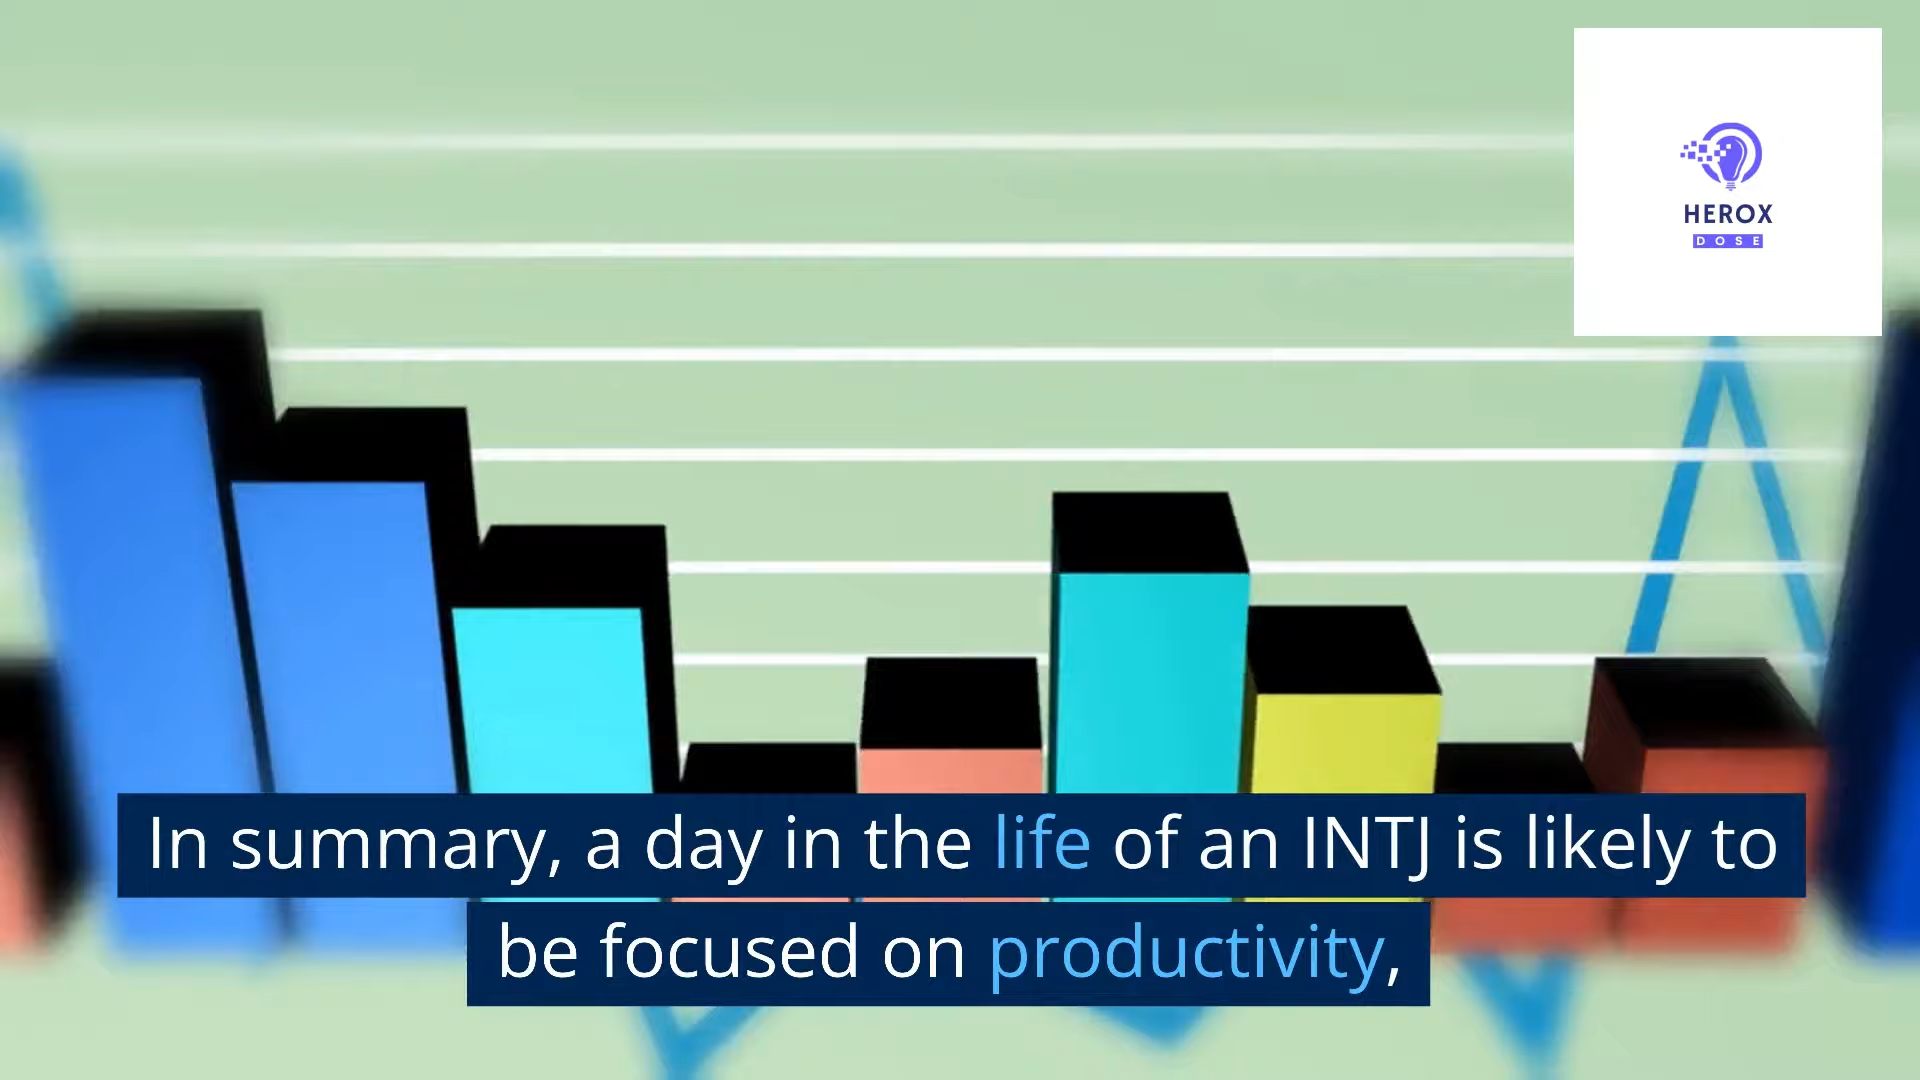 HEROX
DOSE
In summary, a day in the life of an INTJ is likely to
be focused on productivity,